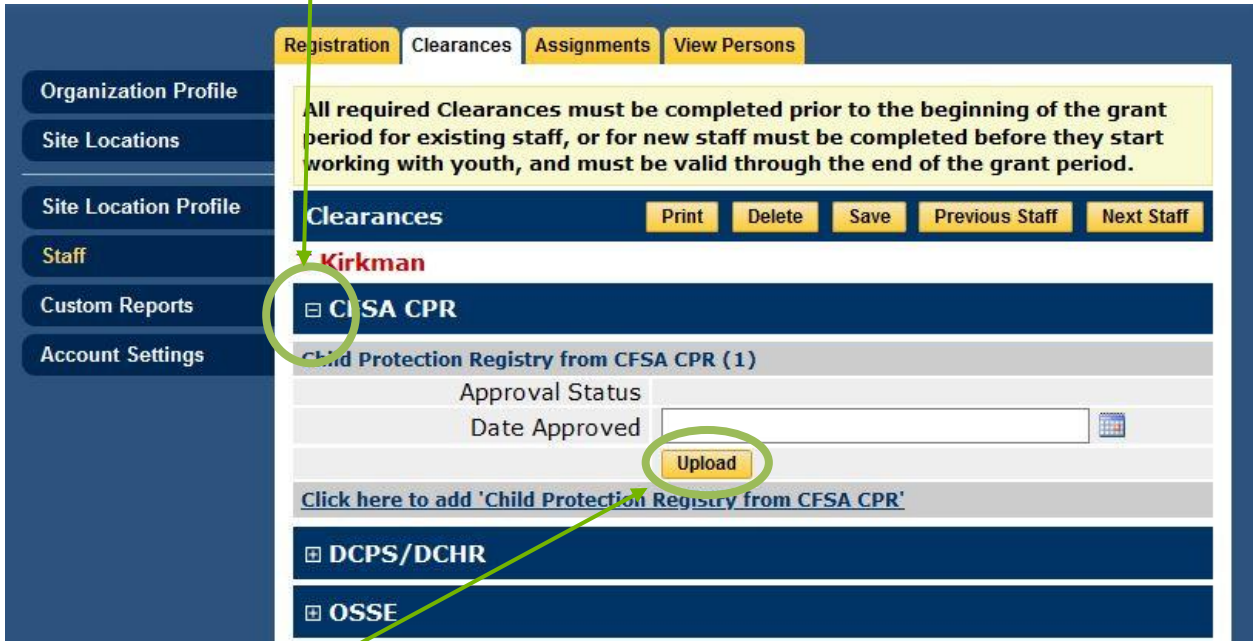 Registration Clearances Assignments View Persons
Organization Profile
Site Locations
Site Location Profile
Staff
Custom Reports
Account Settings
All required Clearances must be completed prior to the beginning of the grant
period for existing staff, or for new staff must be completed before they start
working with youth, and must be valid through the end of the grant period.
Clearances Print Delete Save Previous Staff Next Staff
Kirkman
CFSA CPR
Child Protection Registry from CFSA CPR (1)
Approval Status
Date Approved
Upload
Click here to add 'Child Protection Registry from CFSA CPR'
DCPS/DCHR
OSSE